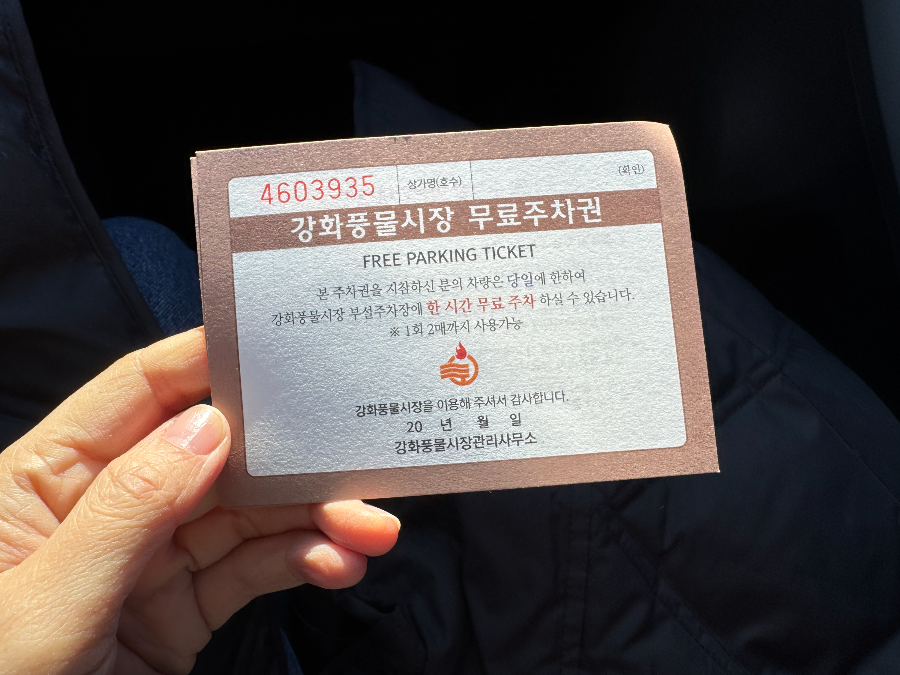 4603935 상가명(호수) (확인)
강화풍물시장 무료주차권
FREE PARKING TICKET
본 주차권을 지참하신 분의 차량은 당일에 한하여
강화풍물시장 부설주차장에 한 시간 무료 주차 하실 수 있습니다.
※ 1회 2매까지 사용가능
강화풍물시장을 이용해 주셔서 감사합니다.
20 년 월 일
강화풍물시장관리사무소